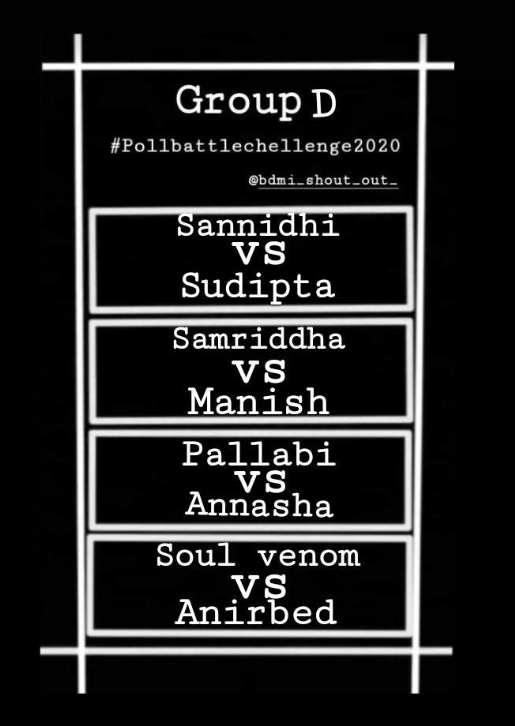 Group D
#Pollbattlechellenge2020
@bdmi_shout_out_
Sannidhi
VS
Sudipta
Samriddha
VS
Manish
Pallabi
VS
Annasha
Soul venom
VS
Anirbed